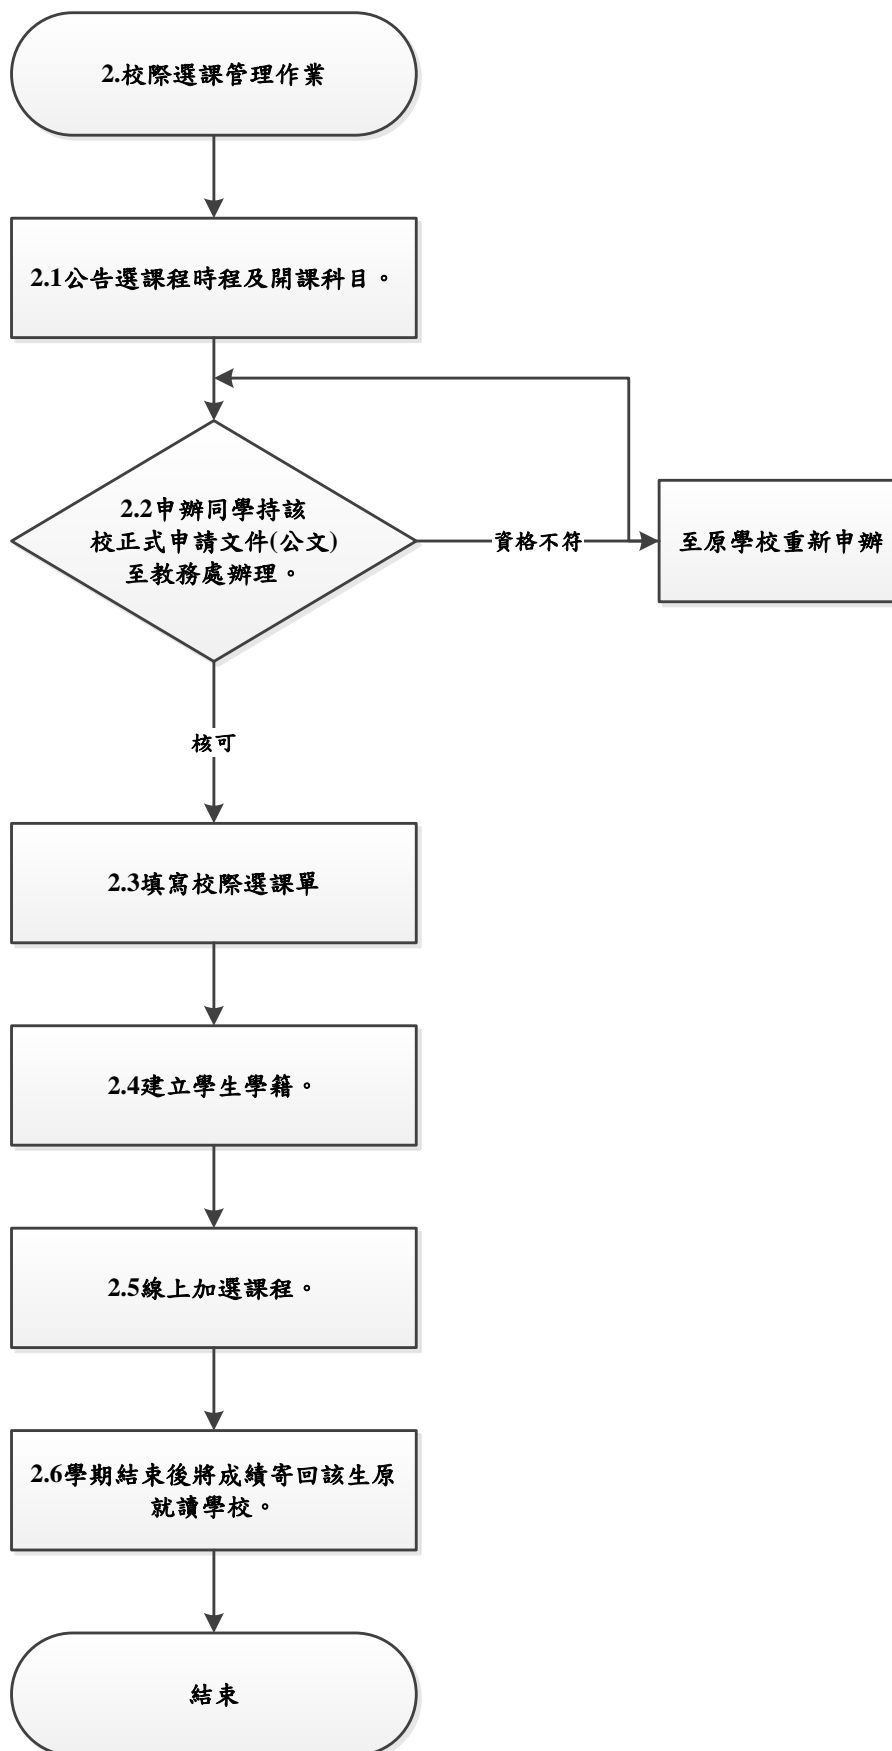 2.校際選課管理作業
2.1公告選課程時程及開課科目。
2.2申辦同學持該
校正式申請文件(公文)
至教務處辦理。
資格不符
至原學校重新申辦
核可
2.3填寫校際選課單
2.4建立學生學籍。
2.5線上加選課程。
2.6學期結束後將成績寄回該生原
就讀學校。
結束